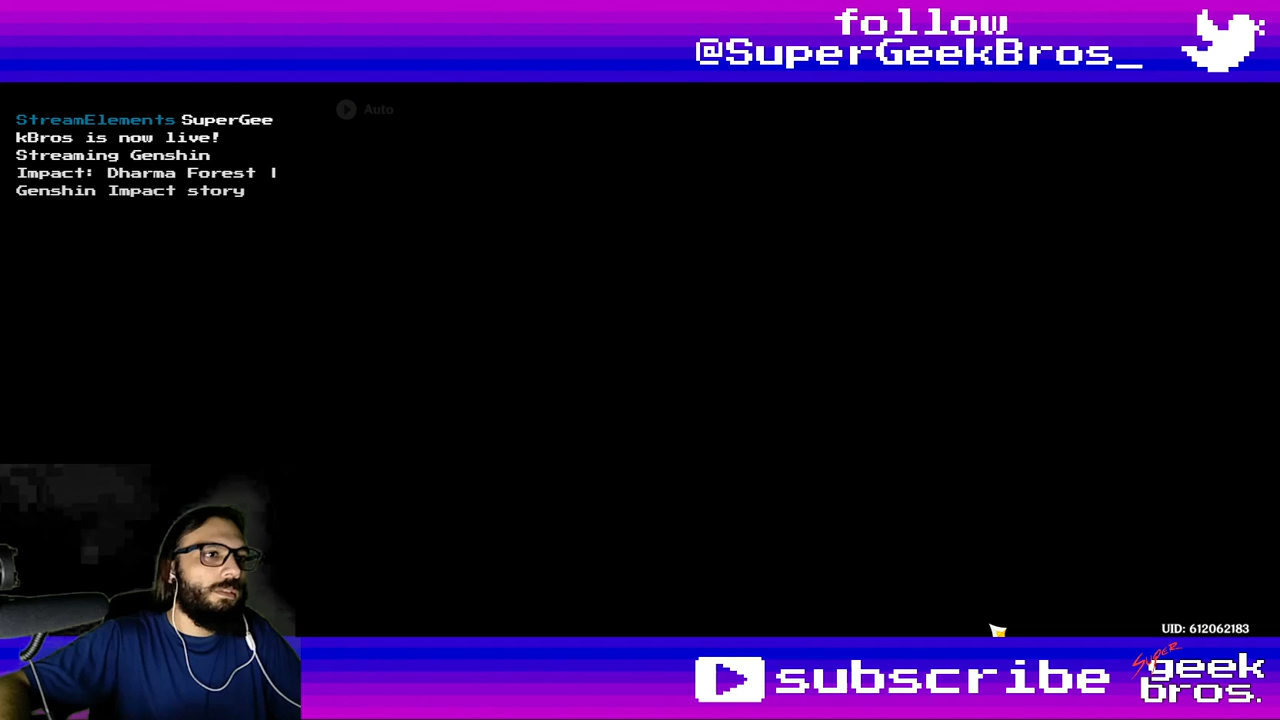 follow
@SuperGeekBros_
Auto
StreamElements SuperGee
kBros is now live!
Streaming Genshin
Impact: Dharma Forest |
Genshin Impact story
UID: 612062183
subscribe
SUPER
geek
bros.